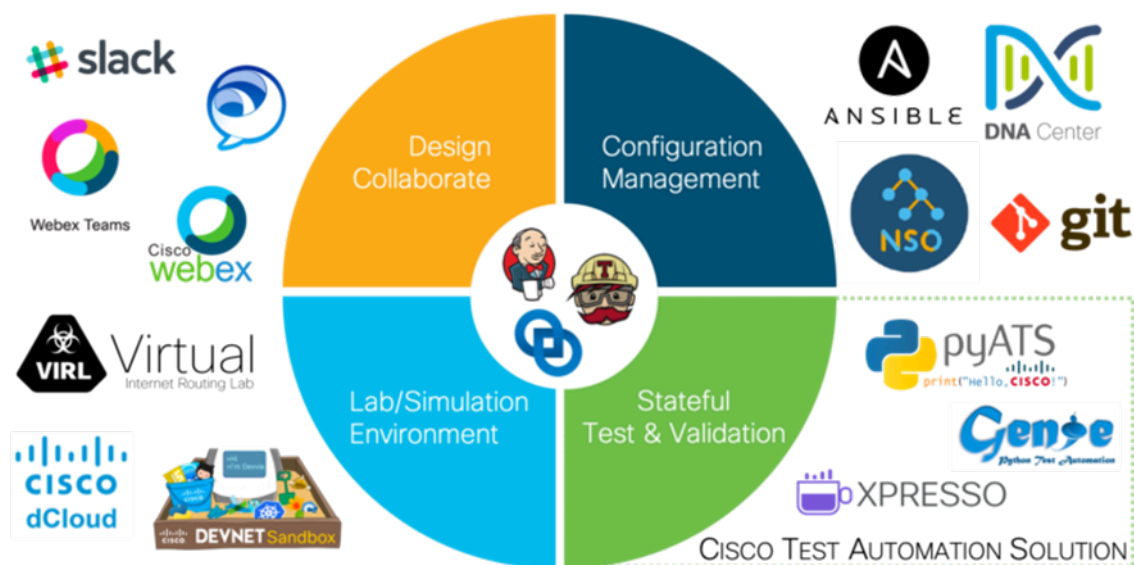 slack
Webex Teams
Cisco
webex
Design
Collaborate
Configuration
Management
ANSIBLE
DNA Center
NSO
git
T
VIRL
Virtual
Internet Routing Lab
CISCO
dCloud
CISCO
DEVNET Sandbox
Lab/Simulation
Environment
Stateful
Test & Validation
pyATS
print("Hello, CISCO!")
Genie
Python Test Automation
XPRESSO
CISCO TEST AUTOMATION SOLUTION